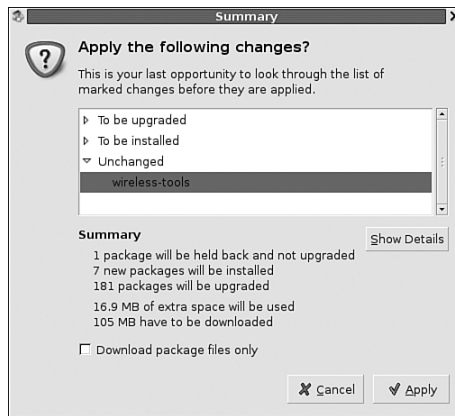 Summary
Apply the following changes?
This is your last opportunity to look through the list of
marked changes before they are applied.
To be upgraded
To be installed
Unchanged
wireless-tools
Summary
Show Details
1 package will be held back and not upgraded
7 new packages will be installed
181 packages will be upgraded
16.9 MB of extra space will be used
105 MB have to be downloaded
Download package files only
Cancel
Apply